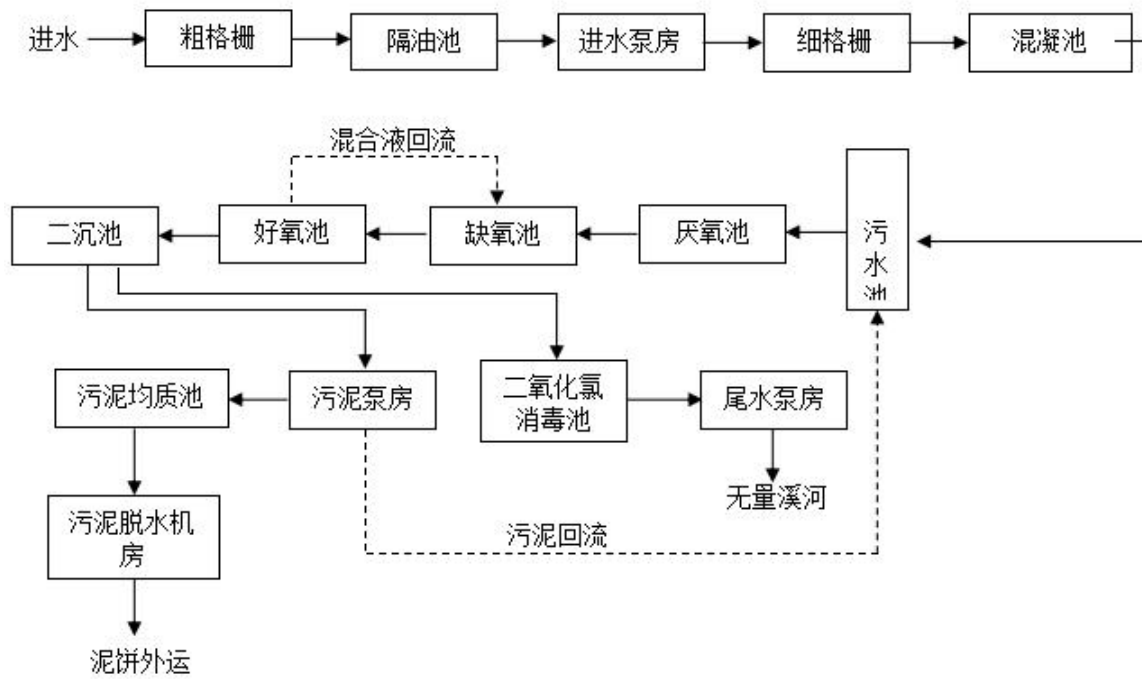 进水
粗格栅
隔油池
进水泵房
细格栅
混凝池
混合液回流
二沉池
好氧池
缺氧池
厌氧池
污
水
池
污泥均质池
污泥泵房
二氧化氯
消毒池
尾水泵房
无量溪河
污泥脱水机
房
污泥回流
泥饼外运